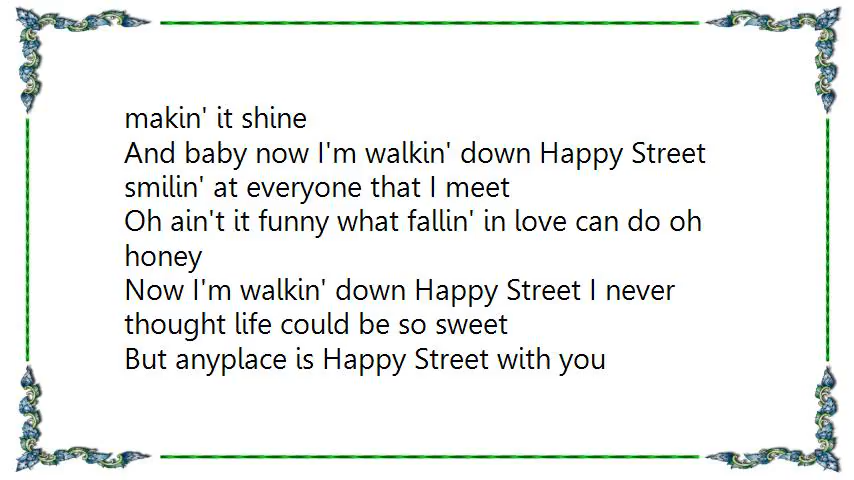 makin' it shine
And baby now I'm walkin' down Happy Street
smilin' at everyone that I meet
Oh ain't it funny what fallin' in love can do oh
honey
Now I'm walkin' down Happy Street I never
thought life could be so sweet
But anyplace is Happy Street with you